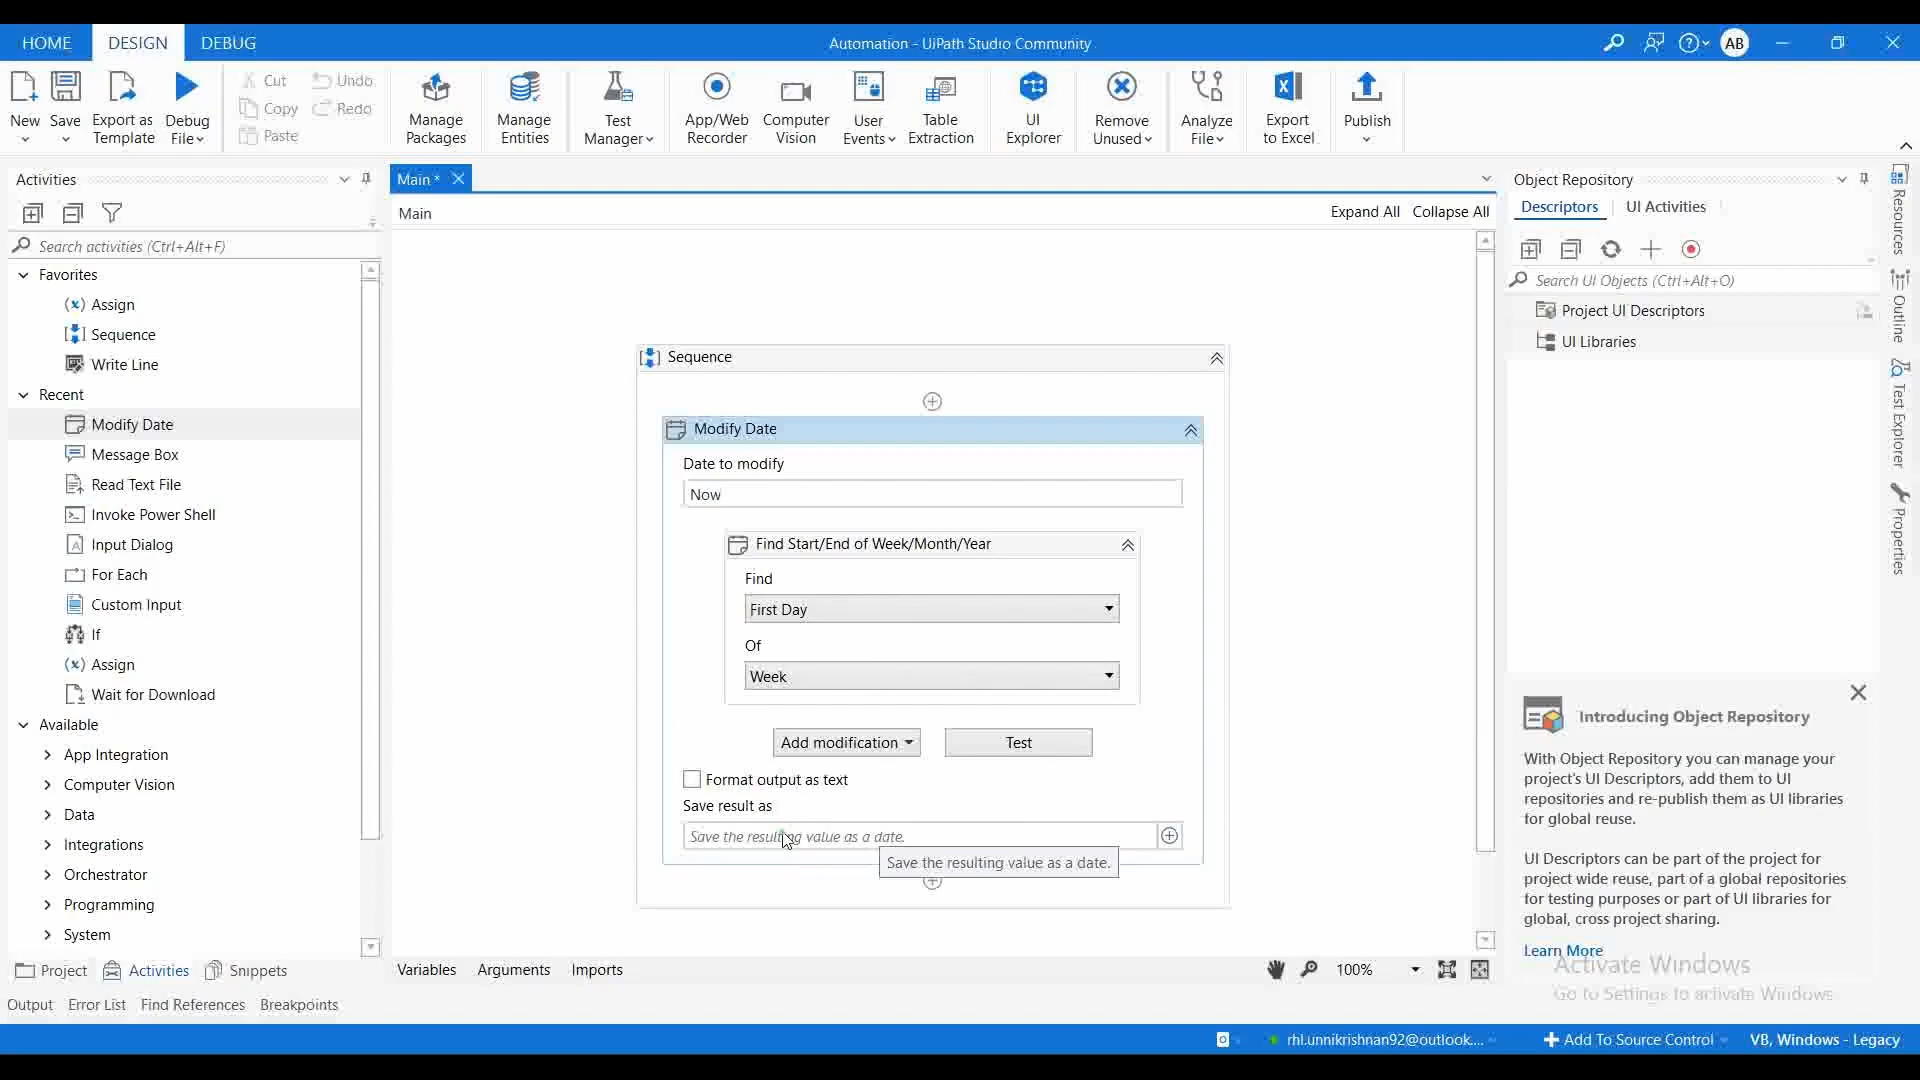 HOME
DESIGN
DEBUG
Automation - UiPath Studio Community
AB
New
Save
Export as
Template
Debug
File
Cut
Copy
Paste
Undo
Redo
Manage
Packages
Manage
Entities
Test
Manager
App/Web
Recorder
Computer
Vision
User
Events
Table
Extraction
UI
Explorer
Remove
Unused
Analyze
File
Export
to Excel
Publish
Activities
Search activities (Ctrl+Alt+F)
Favorites
Assign
Sequence
Write Line
Recent
Modify Date
Message Box
Read Text File
Invoke Power Shell
Input Dialog
For Each
Custom Input
If
Assign
Wait for Download
Available
App Integration
Computer Vision
Data
Integrations
Orchestrator
Programming
System
Project
Activities
Snippets
Main *
Main
Expand All
Collapse All
Sequence
Modify Date
Date to modify
Now
Find Start/End of Week/Month/Year
Find
First Day
Of
Week
Add modification
Test
Format output as text
Save result as
Save the resulting value as a date.
Save the resulting value as a date.
Variables
Arguments
Imports
100%
Object Repository
Descriptors
UI Activities
Search UI Objects (Ctrl+Alt+O)
Project UI Descriptors
UI Libraries
Introducing Object Repository
With Object Repository you can manage your
project's UI Descriptors, add them to UI
repositories and re-publish them as UI libraries
for global reuse.
UI Descriptors can be part of the project for
project wide reuse, part of a global repositories
for testing purposes or part of UI libraries for
global, cross project sharing.
Learn More
Activate Windows
Go to Settings to activate Windows.
Resources
Outline
Test Explorer
Properties
Output
Error List
Find References
Breakpoints
rhl.unnikrishnan92@outlook....
Add To Source Control
VB, Windows - Legacy